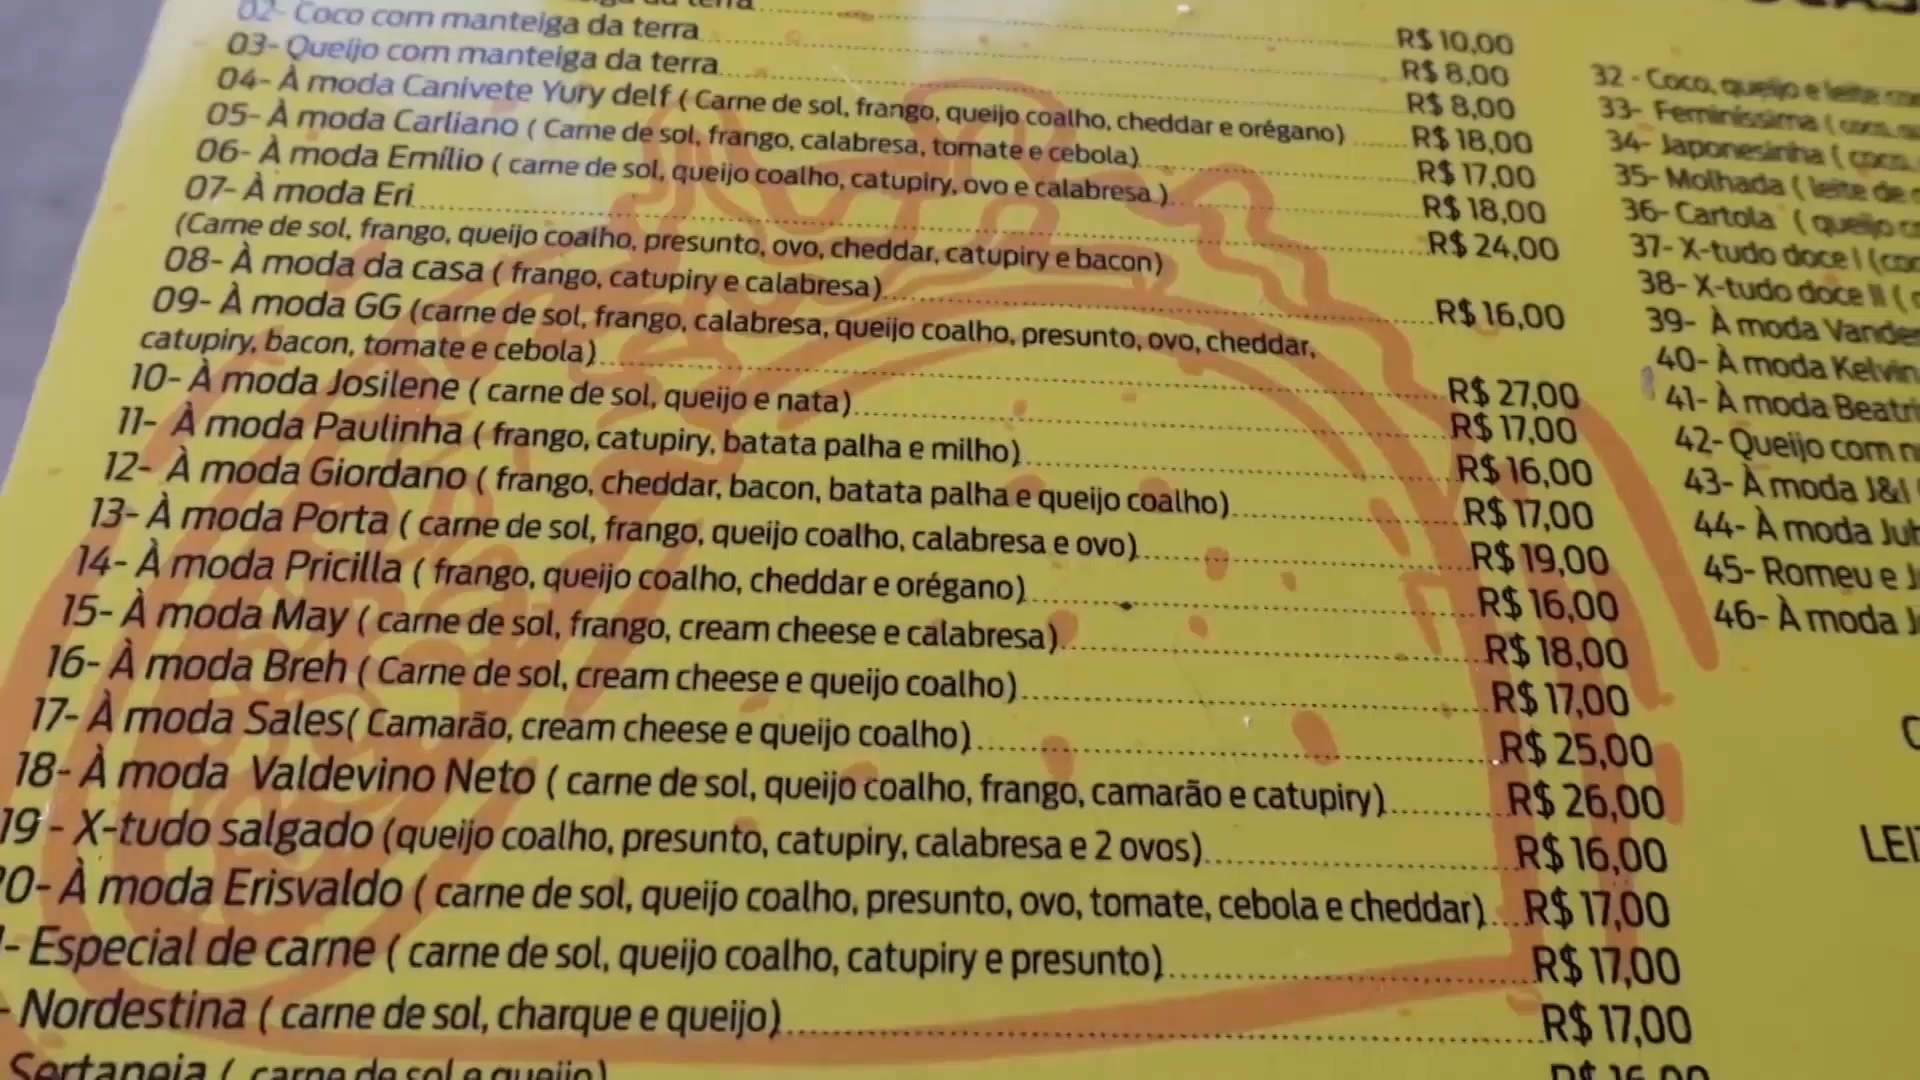 02- Coco com manteiga da terra
R$ 10,00
03- Queijo com manteiga da terra
R$ 8,00
04- À moda Canivete Yury delf ( Carne de sol, frango, queijo coalho, cheddar e orégano)
R$ 8,00
05- À moda Carliano ( Carne de sol, frango, calabresa, tomate e cebola)
R$ 18,00
06- À moda Emílio ( carne de sol, queijo coalho, catupiry, ovo e calabresa )
R$ 17,00
07- À moda Eri
R$ 18,00
(Carne de sol, frango, queijo coalho, presunto, ovo, cheddar, catupiry e bacon)
R$ 24,00
08- À moda da casa ( frango, catupiry e calabresa)
R$ 16,00
09- À moda GG (carne de sol, frango, calabresa, queijo coalho, presunto, ovo, cheddar,
catupiry, bacon, tomate e cebola)
R$ 27,00
10- À moda Josilene ( carne de sol, queijo e nata)
R$ 17,00
11- À moda Paulinha ( frango, catupiry, batata palha e milho)
R$ 16,00
12- À moda Giordano ( frango, cheddar, bacon, batata palha e queijo coalho)
R$ 17,00
13- À moda Porta ( carne de sol, frango, queijo coalho, calabresa e ovo)
R$ 19,00
14- À moda Pricilla ( frango, queijo coalho, cheddar e orégano)
R$ 16,00
15- À moda May ( carne de sol, frango, cream cheese e calabresa)
R$ 18,00
16- À moda Breh ( Carne de sol, cream cheese e queijo coalho)
R$ 17,00
17- À moda Sales( Camarão, cream cheese e queijo coalho)
R$ 25,00
18- À moda Valdevino Neto ( carne de sol, queijo coalho, frango, camarão e catupiry)
R$ 26,00
19 - X-tudo salgado (queijo coalho, presunto, catupiry, calabresa e 2 ovos)
R$ 16,00
0- À moda Erisvaldo ( carne de sol, queijo coalho, presunto, ovo, tomate, cebola e cheddar)
R$ 17,00
- Especial de carne ( carne de sol, queijo coalho, catupiry e presunto)
R$ 17,00
- Nordestina ( carne de sol, charque e queijo)
R$ 17,00
Sertaneja ( carne de sol e queijo)
R$ 16,00
32 - Coco, queijo e leite
33- Feminíssima (
34- Japonesinha ( coco,
35- Molhada ( leite de
36- Cartola ( queijo
37- X-tudo doce I (
38- X-tudo doce II (
39- À moda
40- À moda Kelvin
41- À moda
42- Queijo com
43- À moda J&I
44- À moda
45- Romeu e
46- À moda